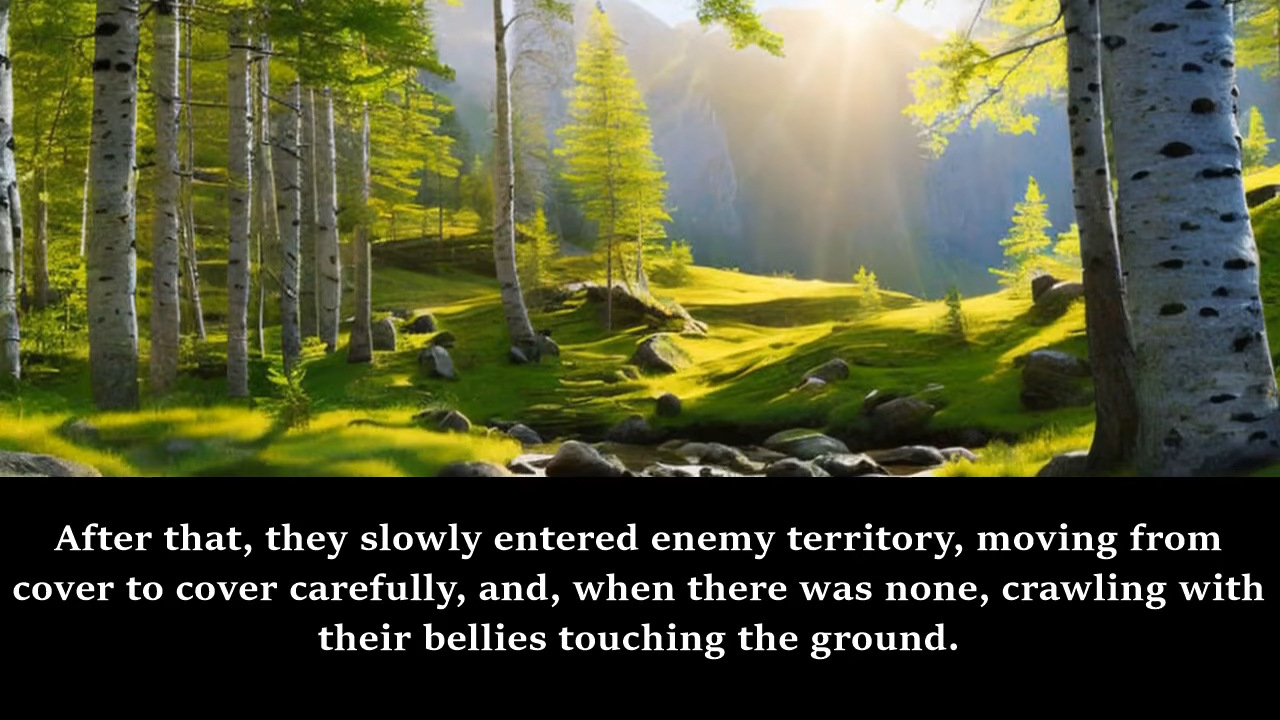 After that, they slowly entered enemy territory, moving from
cover to cover carefully, and, when there was none, crawling with
their bellies touching the ground.